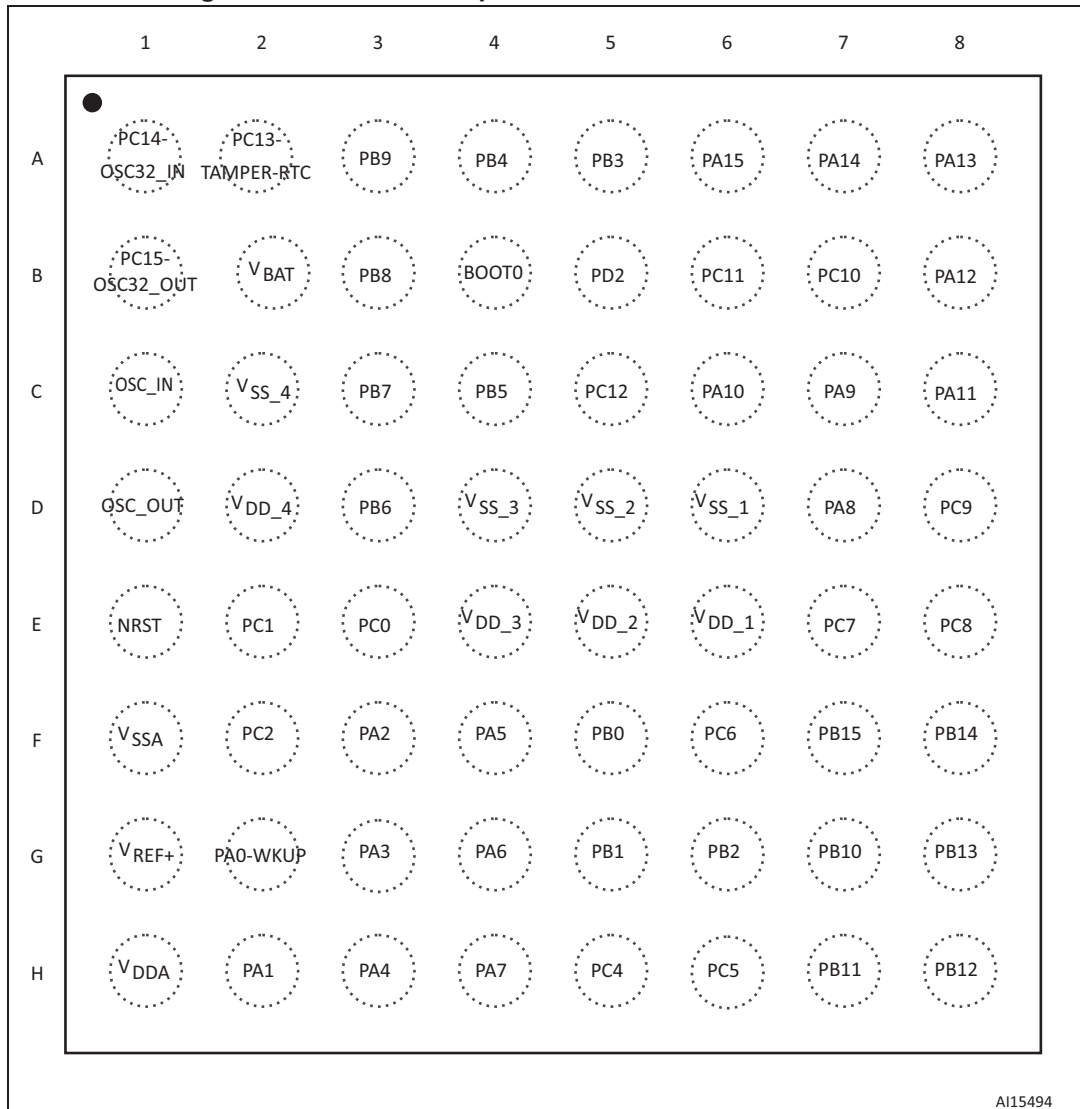 1 2 3 4 5 6 7 8
A PC14-OSC32_IN PC13-TAMPER-RTC PB9 PB4 PB3 PA15 PA14 PA13
B PC15-OSC32_OUT VBAT PB8 BOOT0 PD2 PC11 PC10 PA12
C OSC_IN VSS_4 PB7 PB5 PC12 PA10 PA9 PA11
D OSC_OUT VDD_4 PB6 VSS_3 VSS_2 VSS_1 PA8 PC9
E NRST PC1 PC0 VDD_3 VDD_2 VDD_1 PC7 PC8
F VSSA PC2 PA2 PA5 PB0 PC6 PB15 PB14
G VREF+ PA0-WKUP PA3 PA6 PB1 PB2 PB10 PB13
H VDDA PA1 PA4 PA7 PC4 PC5 PB11 PB12
AI15494